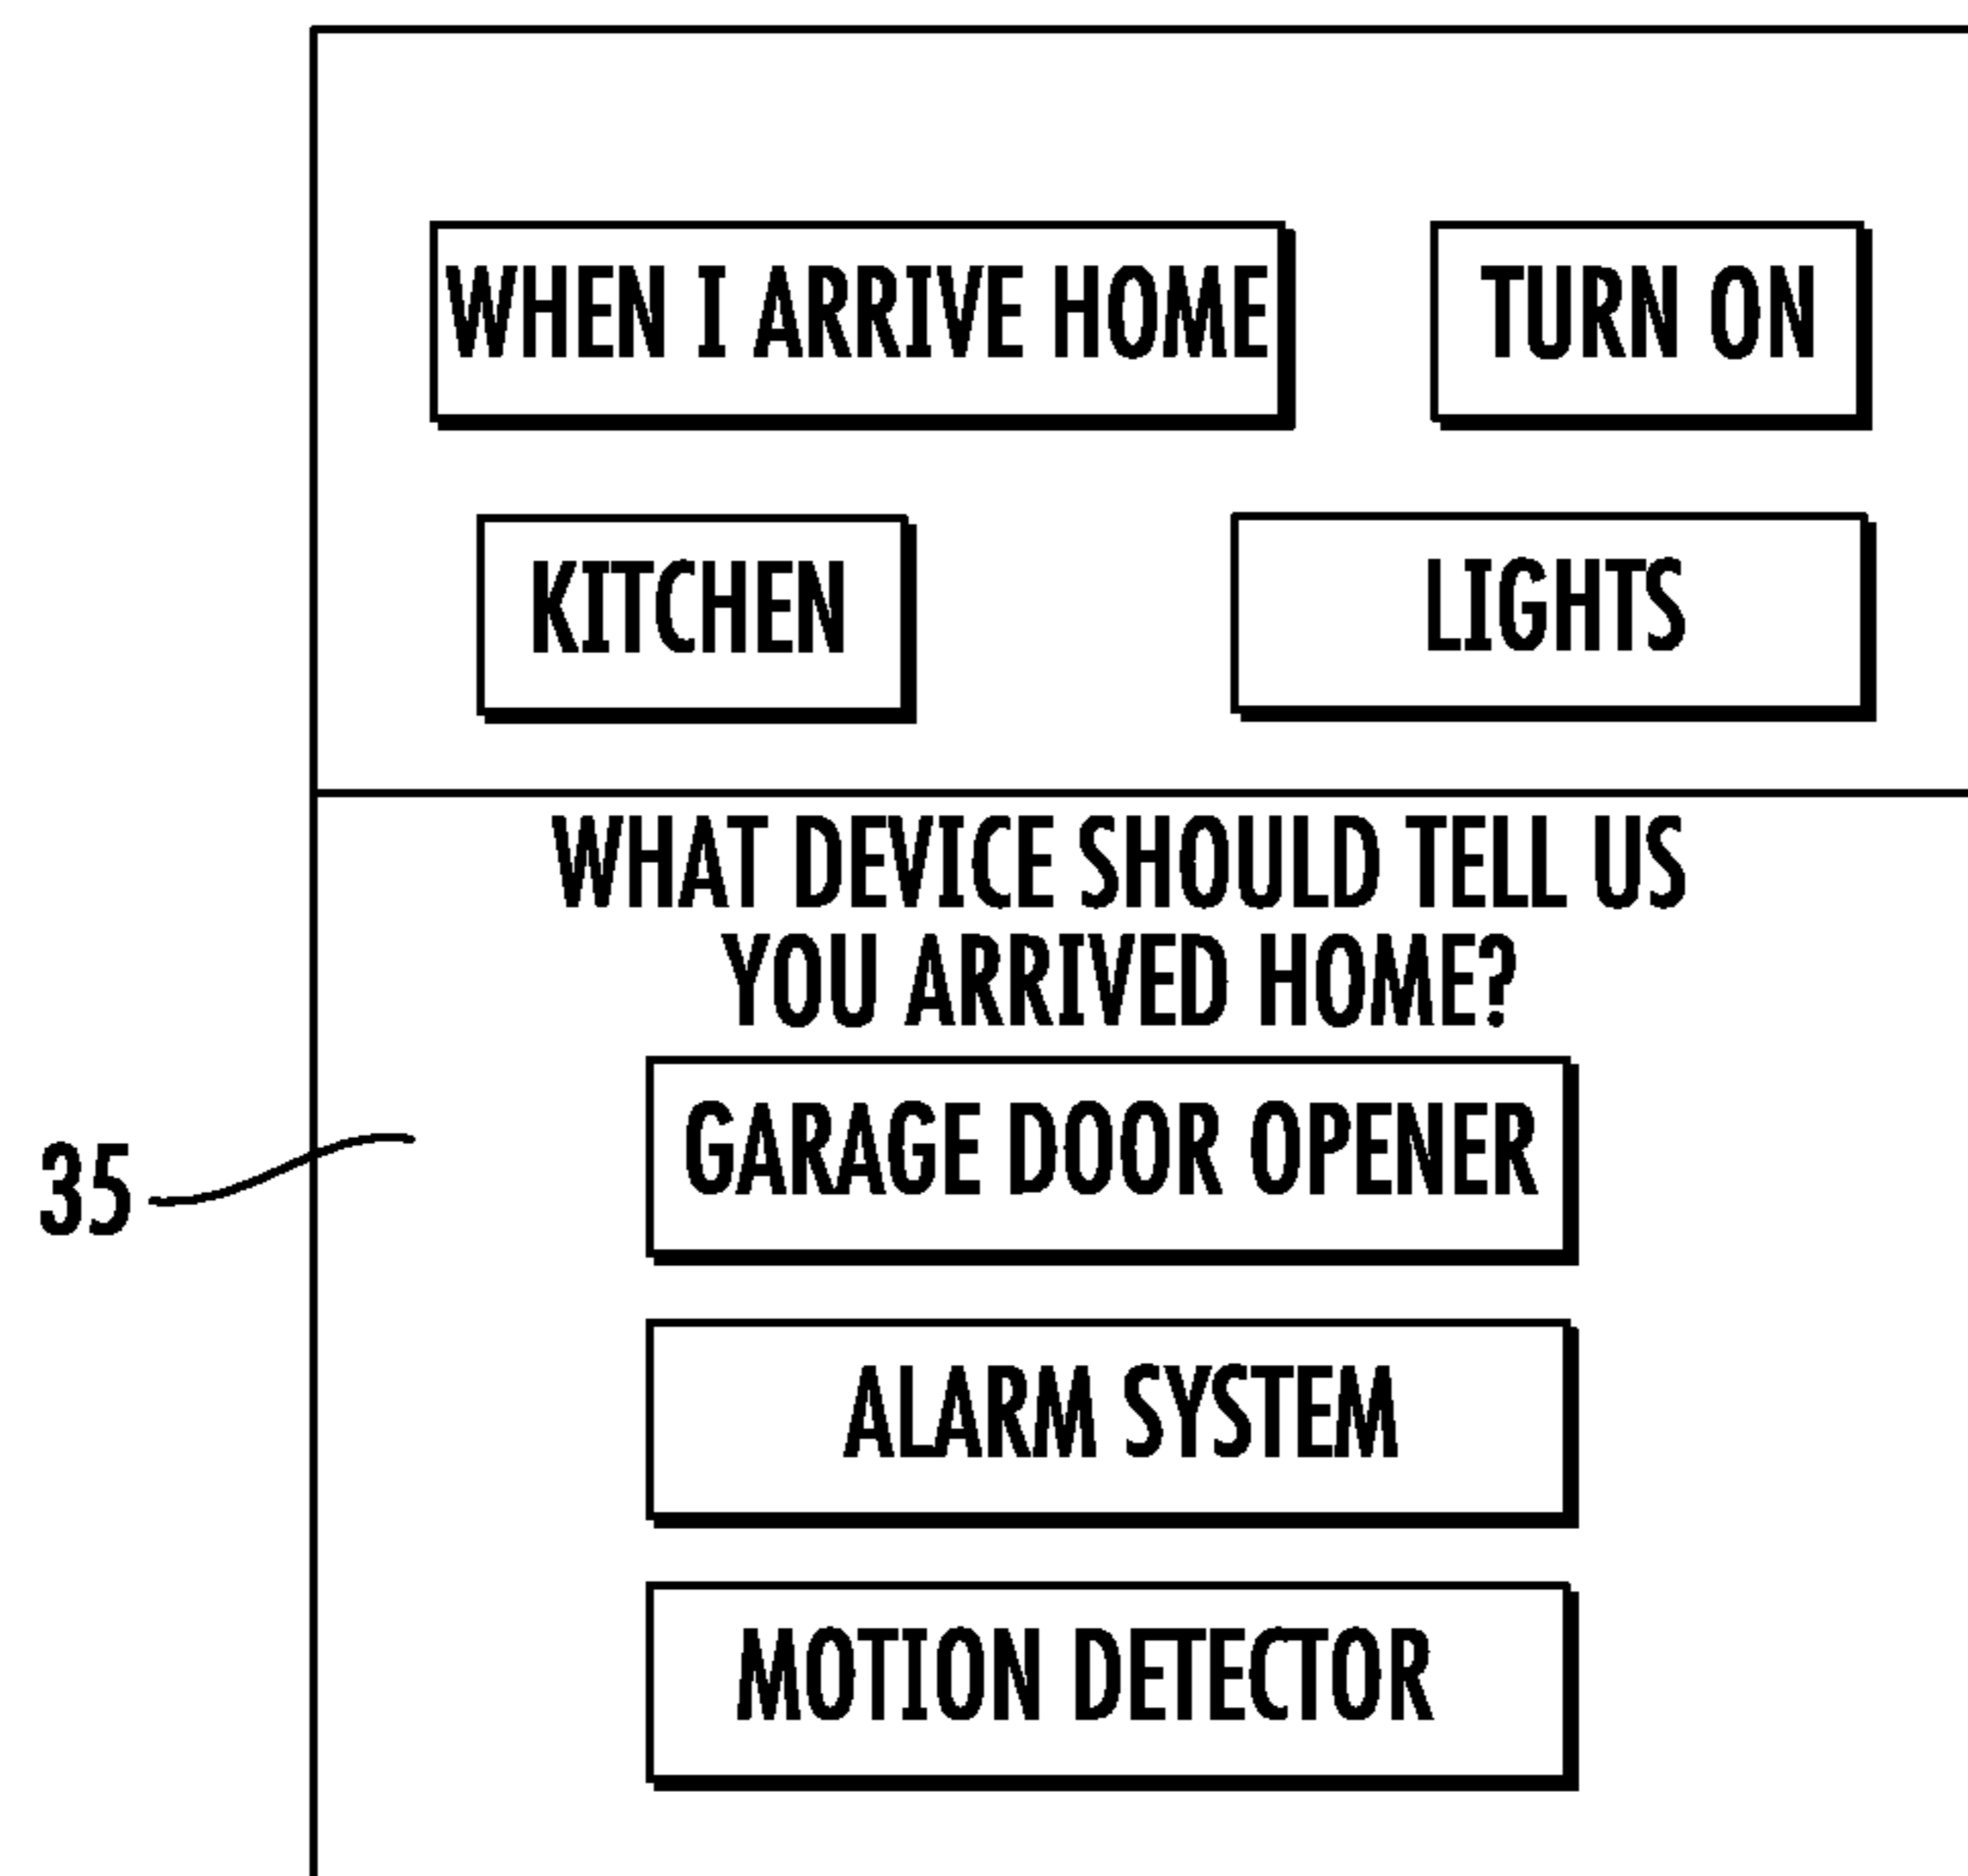 WHEN I ARRIVE HOME
TURN ON
KITCHEN
LIGHTS
WHAT DEVICE SHOULD TELL US
YOU ARRIVED HOME?
GARAGE DOOR OPENER
35
ALARM SYSTEM
MOTION DETECTOR